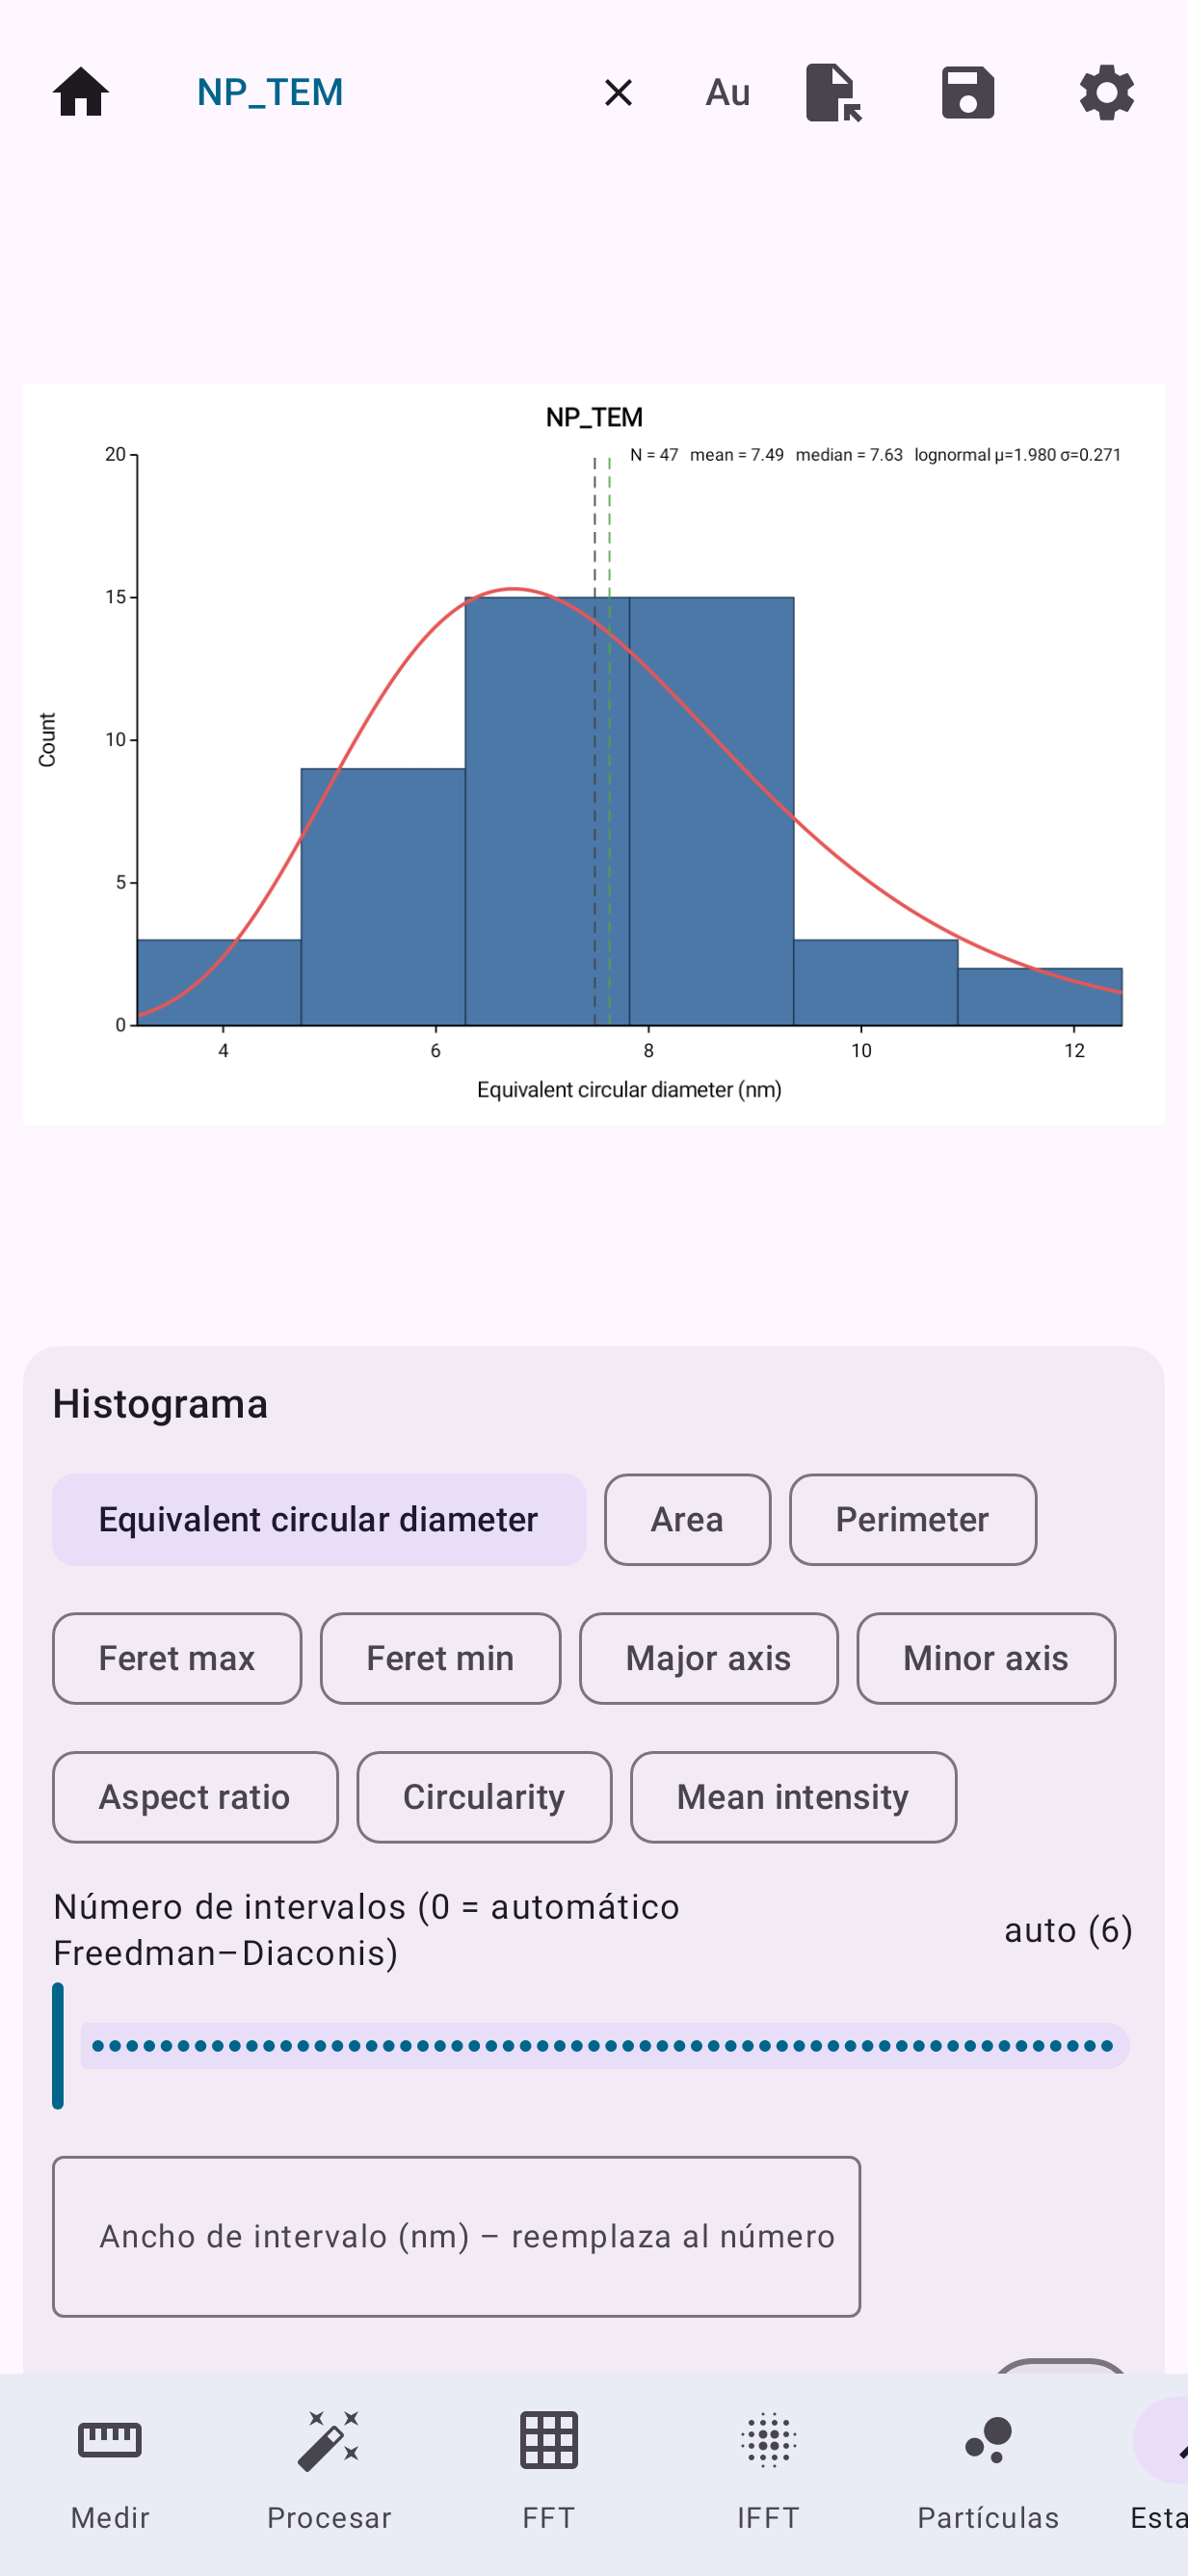 NP_TEM
Au
NP_TEM
N = 47 mean = 7.49 median = 7.63 lognormal μ=1.980 σ=0.271
20
15
10
5
0
Count
4 6 8 10 12
Equivalent circular diameter (nm)
Histograma
Equivalent circular diameter Area Perimeter
Feret max Feret min Major axis Minor axis
Aspect ratio Circularity Mean intensity
Número de intervalos (0 = automático
Freedman–Diaconis)
auto (6)
Ancho de intervalo (nm) – reemplaza al número
Medir Procesar FFT IFFT Partículas Esta